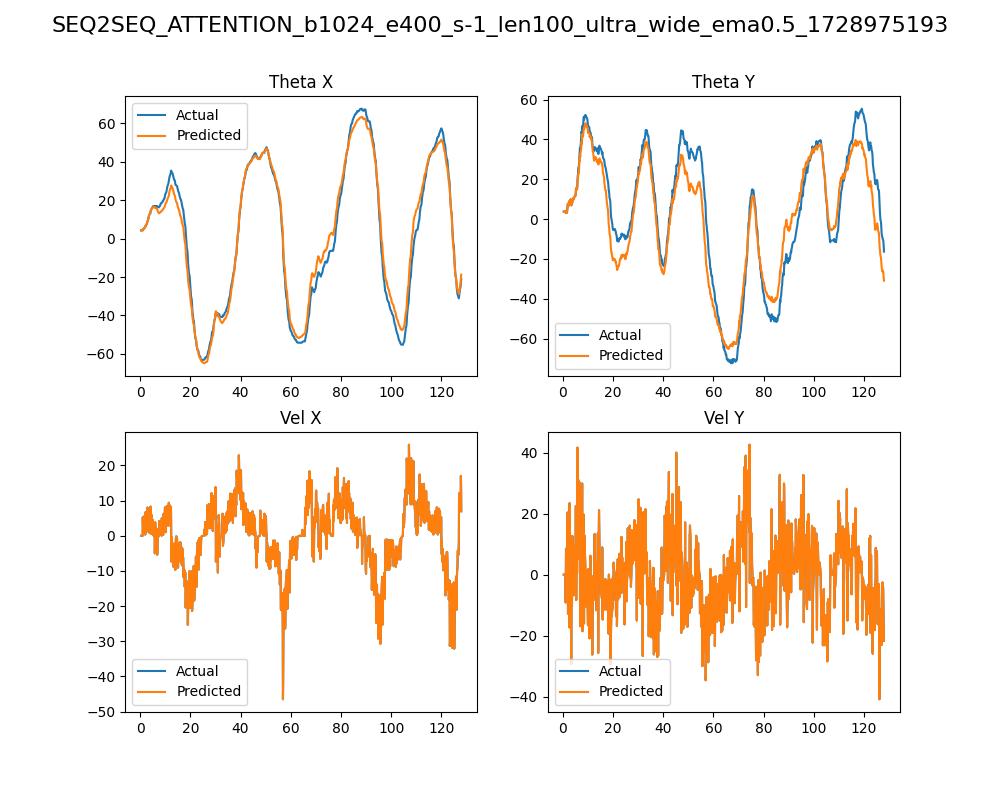 SEQ2SEQ_ATTENTION_b1024_e400_s-1_len100_ultra_wide_ema0.5_1728975193
Theta X
Actual
Predicted
60
40
20
0
−20
−40
−60
0 20 40 60 80 100 120
Theta Y
60
40
20
0
−20
−40
−60
Actual
Predicted
0 20 40 60 80 100 120
Vel X
20
10
0
−10
−20
−30
−40
−50
Actual
Predicted
0 20 40 60 80 100 120
Vel Y
40
20
0
−20
−40
Actual
Predicted
0 20 40 60 80 100 120